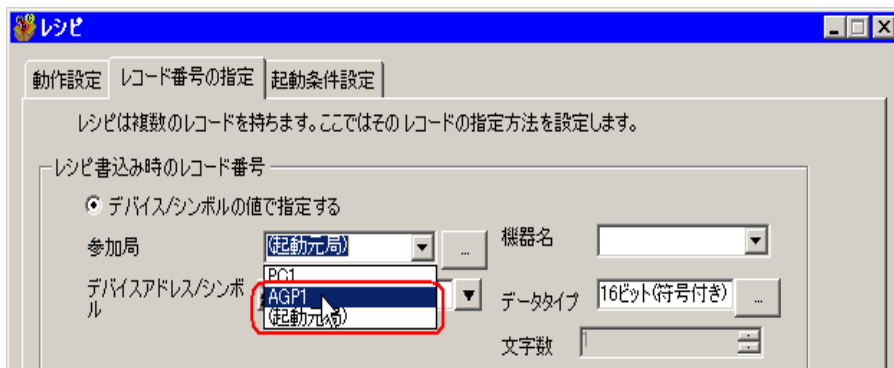 レシピ
動作設定 レコード番号の指定 起動条件設定
レシピは複数のレコードを持ちます。ここではそのレコードの指定方法を設定します。
レシピ書込み時のレコード番号
デバイス/シンボルの値で指定する
参加局 (起動元局) ... 機器名
PC1
AGP1
(起動元局)
デバイスアドレス/シンボ
ル
データタイプ 16ビット(符号付き) ...
文字数 1